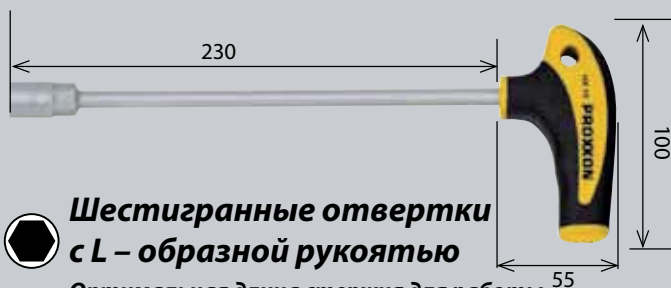 230
PROXXON
100
Шестигранные отвертки
с L – образной рукоятью
55